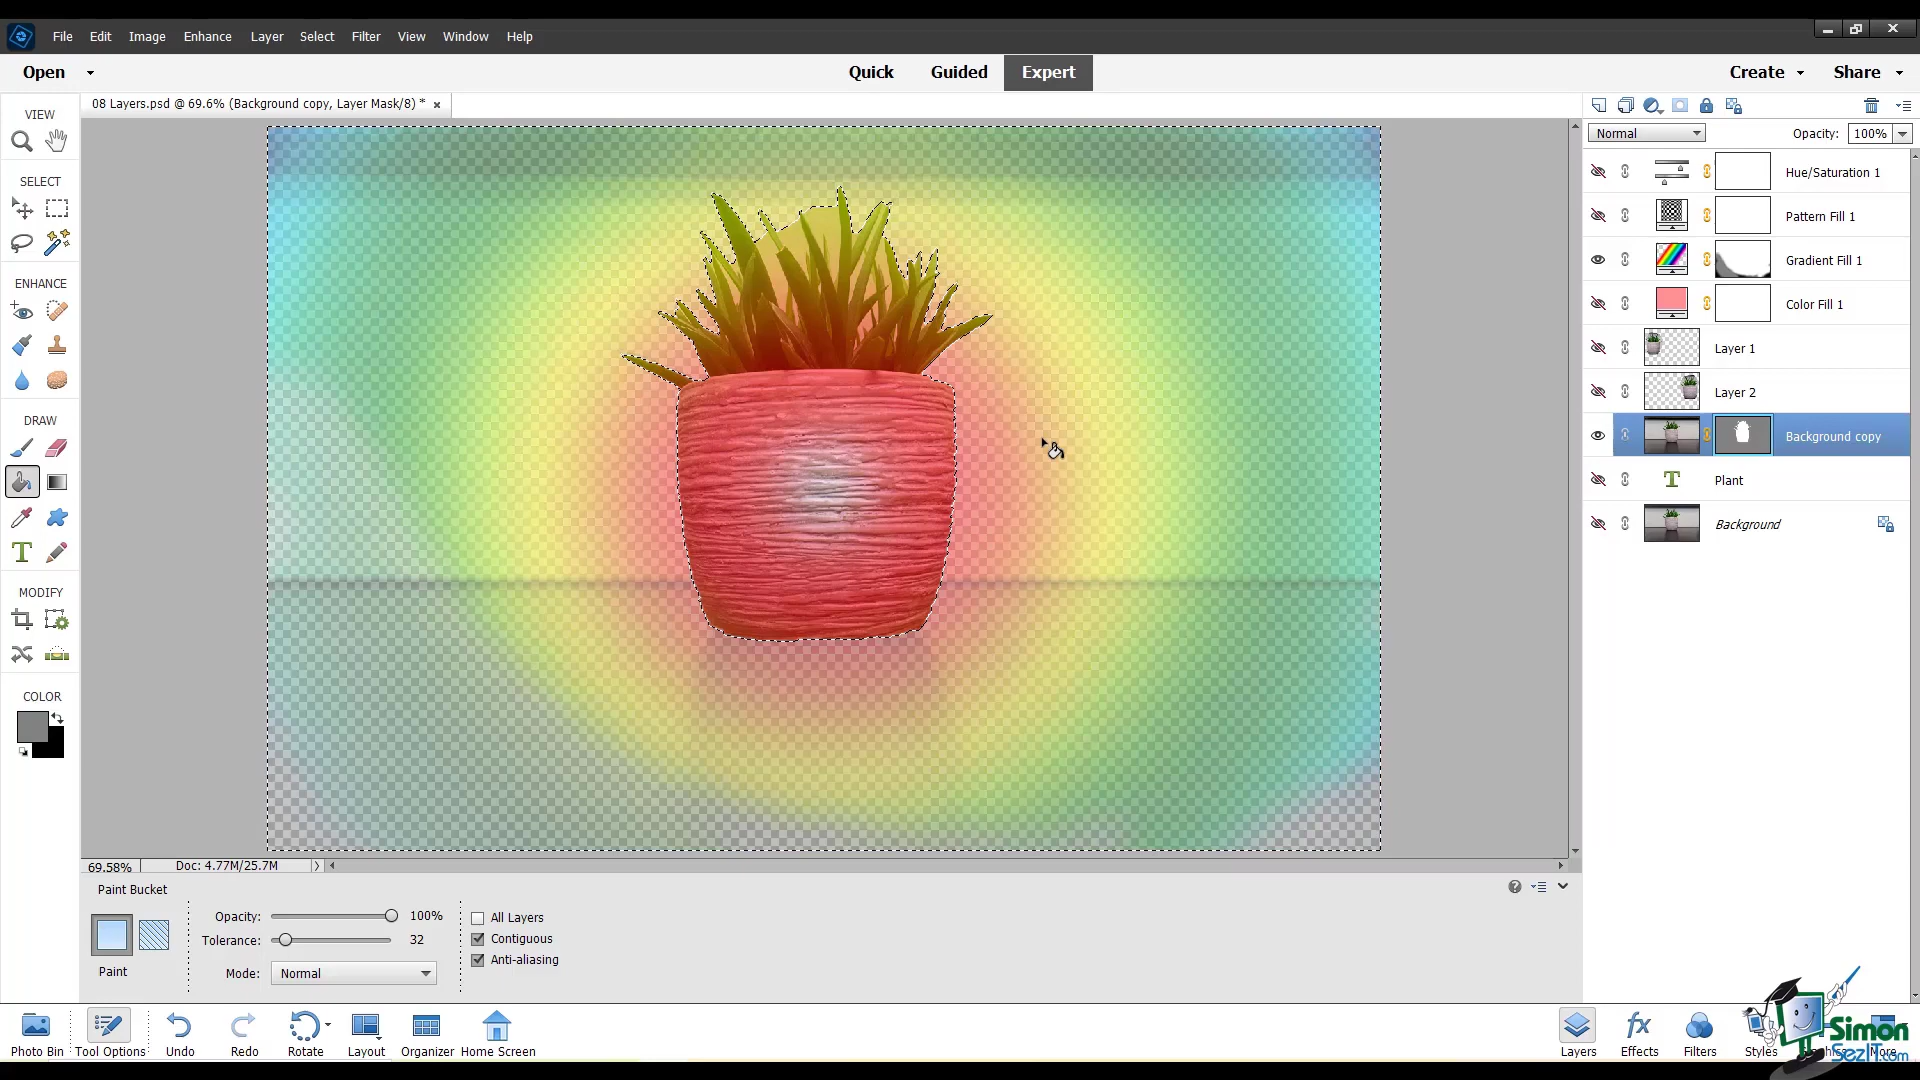 File Edit Image Enhance Layer Select Filter View Window Help
Open Quick Guided Expert Create Share
VIEW
SELECT
ENHANCE
DRAW
MODIFY
COLOR
08 Layers.psd @ 69.6% (Background copy, Layer Mask/8) *
Normal Opacity: 100%
Hue/Saturation 1
Pattern Fill 1
Gradient Fill 1
Color Fill 1
Layer 1
Layer 2
Background copy
Plant
Background
69.58% Doc: 4.77M/25.7M
Paint Bucket
Paint
Opacity: 100%
Tolerance: 32
Mode: Normal
All Layers
Contiguous
Anti-aliasing
Photo Bin Tool Options Undo Redo Rotate Layout Organizer Home Screen
Layers Effects Filters Styles More
Simon
SezIT.com